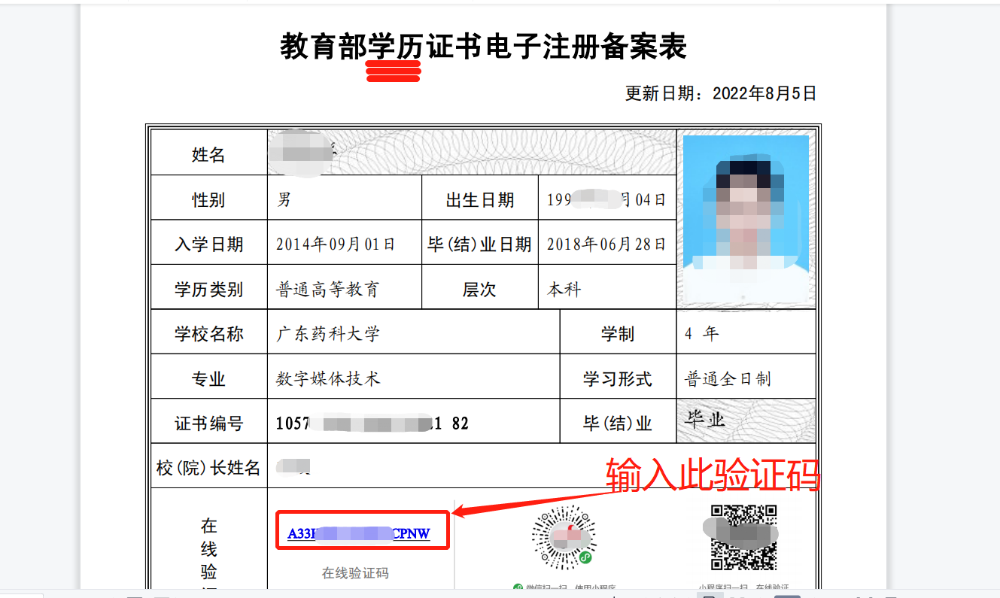 教育部学历证书电子注册备案表
更新日期：2022年8月5日
姓名
性别 男 出生日期 199 月04日
入学日期 2014年09月01日 毕(结)业日期 2018年06月28日
学历类别 普通高等教育 层次 本科
学校名称 广东药科大学 学制 4 年
专业 数字媒体技术 学习形式 普通全日制
证书编号 1057 1 82 毕(结)业 毕业
校(院)长姓名
输入此验证码
在线验
A33 CPNW
在线验证码
微信扫一扫，使用小程序
小程序扫一扫，在线验证